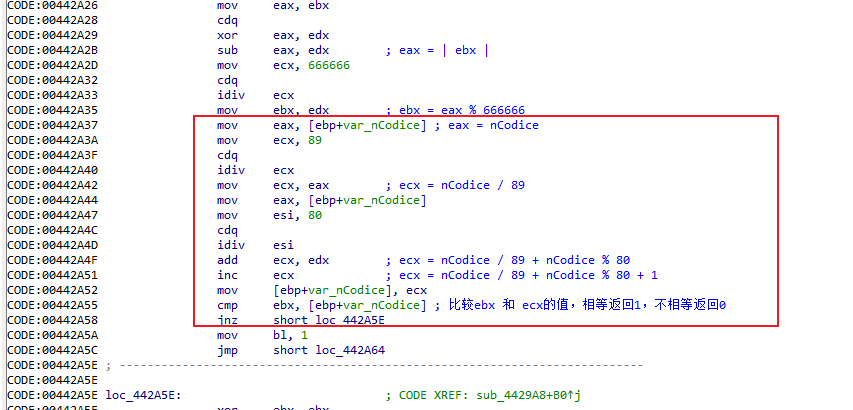 CODE:00442A26 mov eax, ebx
CODE:00442A28 cdq
CODE:00442A29 xor eax, edx
CODE:00442A2B sub eax, edx ; eax = | ebx |
CODE:00442A2D mov ecx, 666666
CODE:00442A32 cdq
CODE:00442A33 idiv ecx
CODE:00442A35 mov ebx, edx ; ebx = eax % 666666
CODE:00442A37 mov eax, [ebp+var_nCodice] ; eax = nCodice
CODE:00442A3A mov ecx, 89
CODE:00442A3F cdq
CODE:00442A40 idiv ecx
CODE:00442A42 mov ecx, eax ; ecx = nCodice / 89
CODE:00442A44 mov eax, [ebp+var_nCodice]
CODE:00442A47 mov esi, 80
CODE:00442A4C cdq
CODE:00442A4D idiv esi
CODE:00442A4F add ecx, edx ; ecx = nCodice / 89 + nCodice % 80
CODE:00442A51 inc ecx ; ecx = nCodice / 89 + nCodice % 80 + 1
CODE:00442A52 mov [ebp+var_nCodice], ecx
CODE:00442A55 cmp ebx, [ebp+var_nCodice] ; 比较ebx 和 ecx的值，相等返回1，不相等返回0
CODE:00442A58 jnz short loc_442A5E
CODE:00442A5A mov bl, 1
CODE:00442A5C jmp short loc_442A64
CODE:00442A5E ; ---------------------------------------------------------------------------
CODE:00442A5E
CODE:00442A5E loc_442A5E: ; CODE XREF: sub_4429A8+B0↑j
CODE:00442A5E xor ebx, ebx